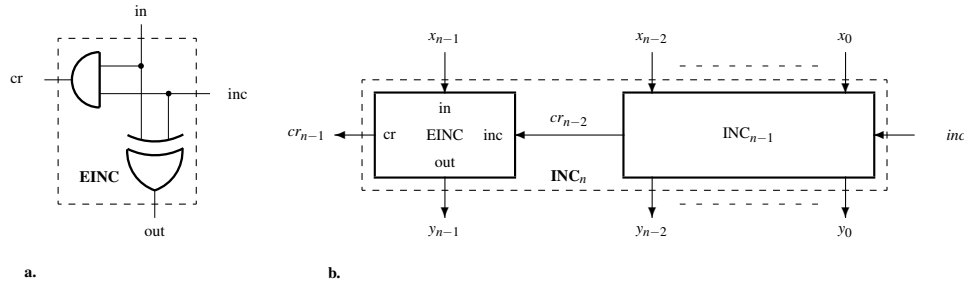 in
cr
inc
EINC
out
a.
x_{n−1} x_{n−2} x_0
in
cr_{n−1} cr EINC inc cr_{n−2} INC_{n−1} inc
out
INC_n
y_{n−1} y_{n−2} y_0
b.